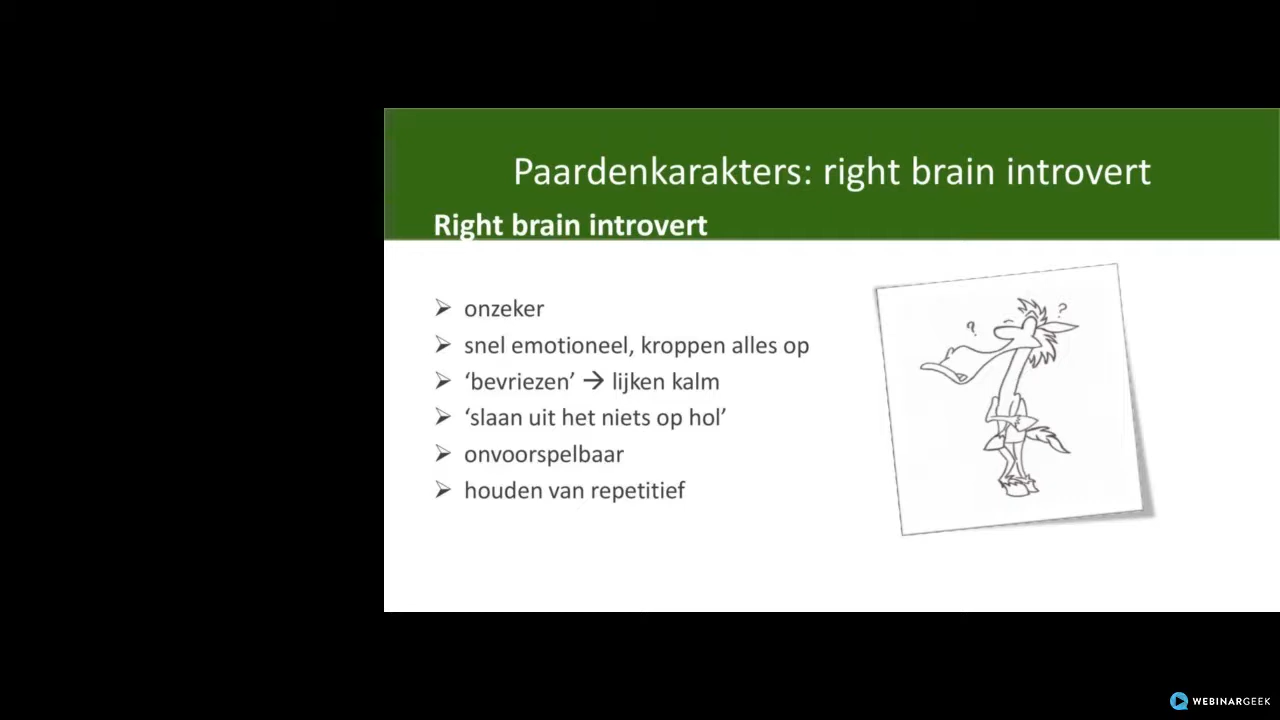 Paardenkarakters: right brain introvert
Right brain introvert
➢ onzeker
➢ snel emotioneel, kroppen alles op
➢ ‘bevriezen’ → lijken kalm
➢ ‘slaan uit het niets op hol’
➢ onvoorspelbaar
➢ houden van repetitief
? ?
WEBINARGEEK